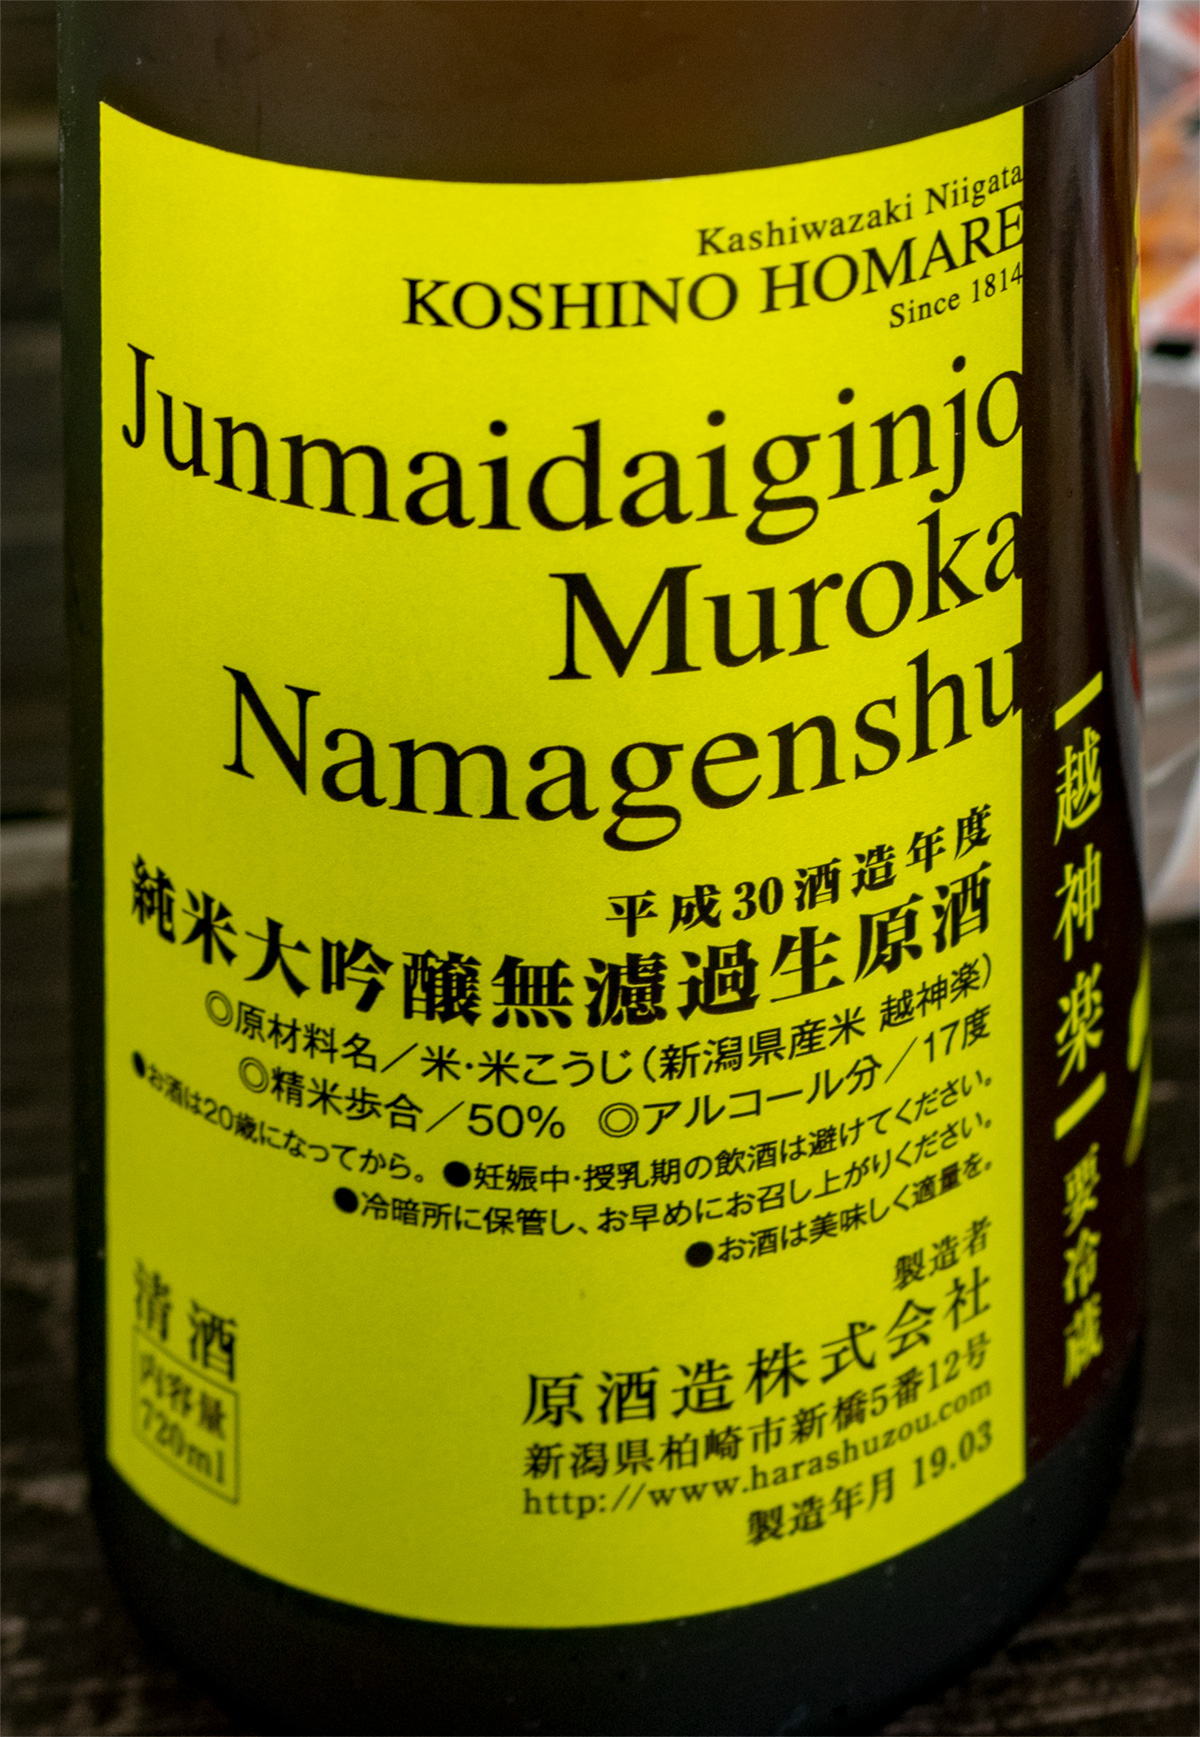 Kashiwazaki Niigata
KOSHINO HOMARE
Since 1814
Junmaidaiginjo
Muroka
Namagenshu
平成30酒造年度
純米大吟醸無濾過生原酒
◎原材料名／米・米こうじ（新潟県産米 越神楽）
◎精米歩合／50% ◎アルコール分／17度
●お酒は20歳になってから。●妊娠中・授乳期の飲酒は避けてください。
●冷暗所に保管し、お早めにお召し上がりください。
●お酒は美味しく適量を。
製造者
原酒造株式会社
新潟県柏崎市新橋5番12号
http://www.harashuzou.com
製造年月 19.03
清酒
内容量
720ml
越神楽
要冷蔵